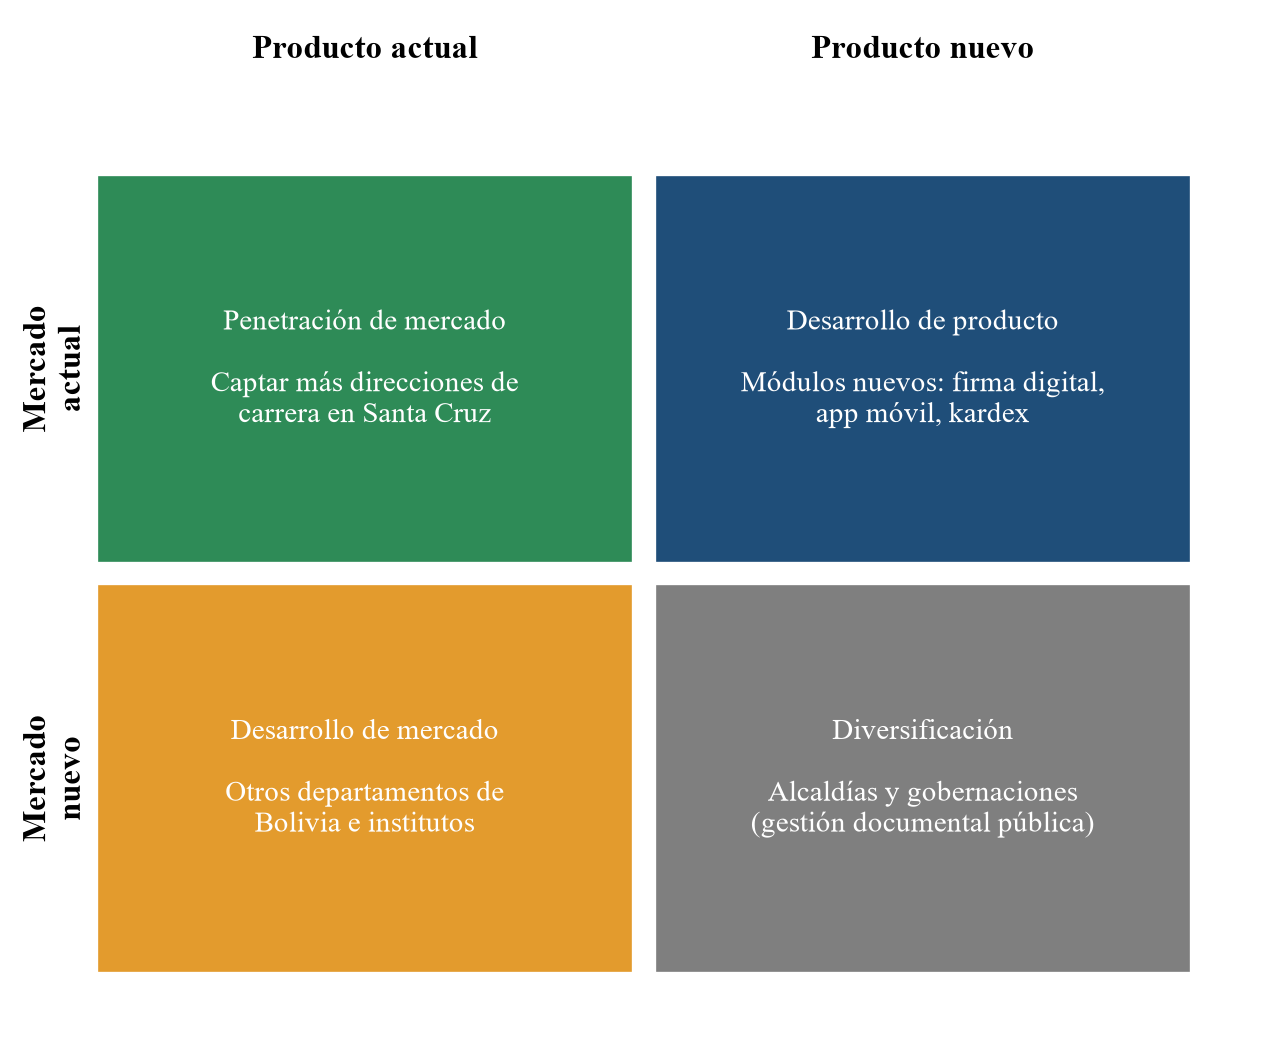 Producto actual
Producto nuevo
Mercado
actual
Penetración de mercado
Captar más direcciones de
carrera en Santa Cruz
Desarrollo de producto
Módulos nuevos: firma digital,
app móvil, kardex
Mercado
nuevo
Desarrollo de mercado
Otros departamentos de
Bolivia e institutos
Diversificación
Alcaldías y gobernaciones
(gestión documental pública)